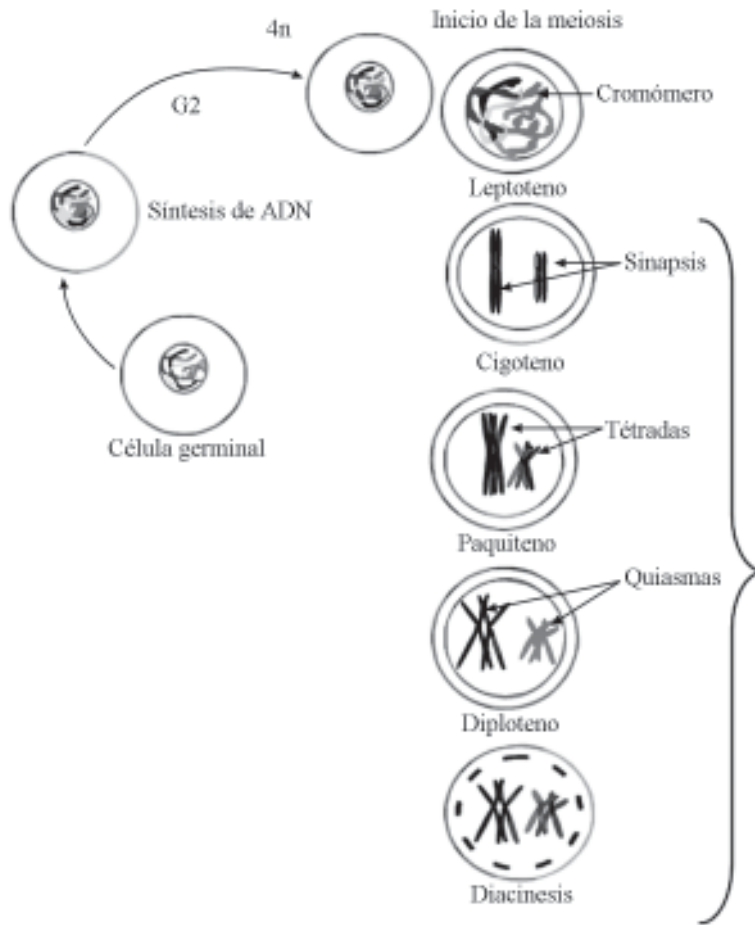 4n
Inicio de la meiosis
G2
Cromómero
Leptoteno
Síntesis de ADN
Sinapsis
Cigoteno
Célula germinal
Tétradas
Paquiteno
Quiasmas
Diploteno
Diacinesis